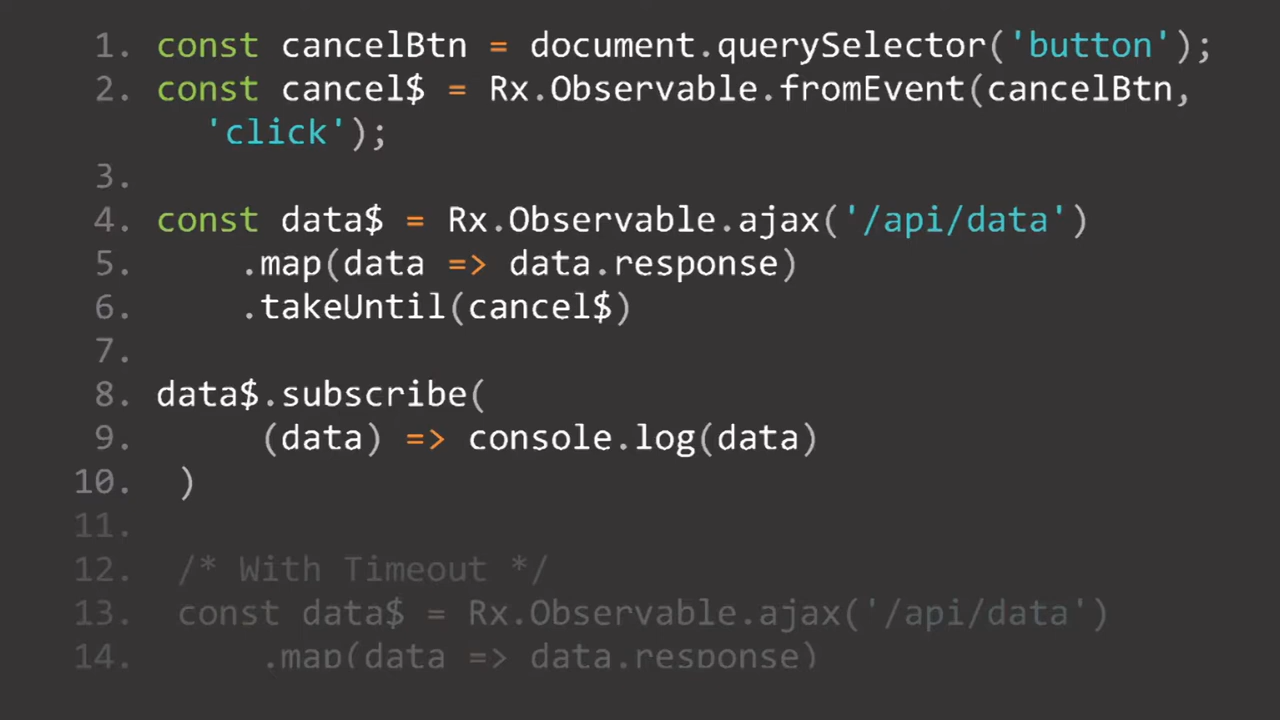 1. const cancelBtn = document.querySelector('button');
2. const cancel$ = Rx.Observable.fromEvent(cancelBtn,
'click');
3.
4. const data$ = Rx.Observable.ajax('/api/data')
5. .map(data => data.response)
6. .takeUntil(cancel$)
7.
8. data$.subscribe(
9. (data) => console.log(data)
10. )
11.
12. /* With Timeout */
13. const data$ = Rx.Observable.ajax('/api/data')
14. .map(data => data.response)